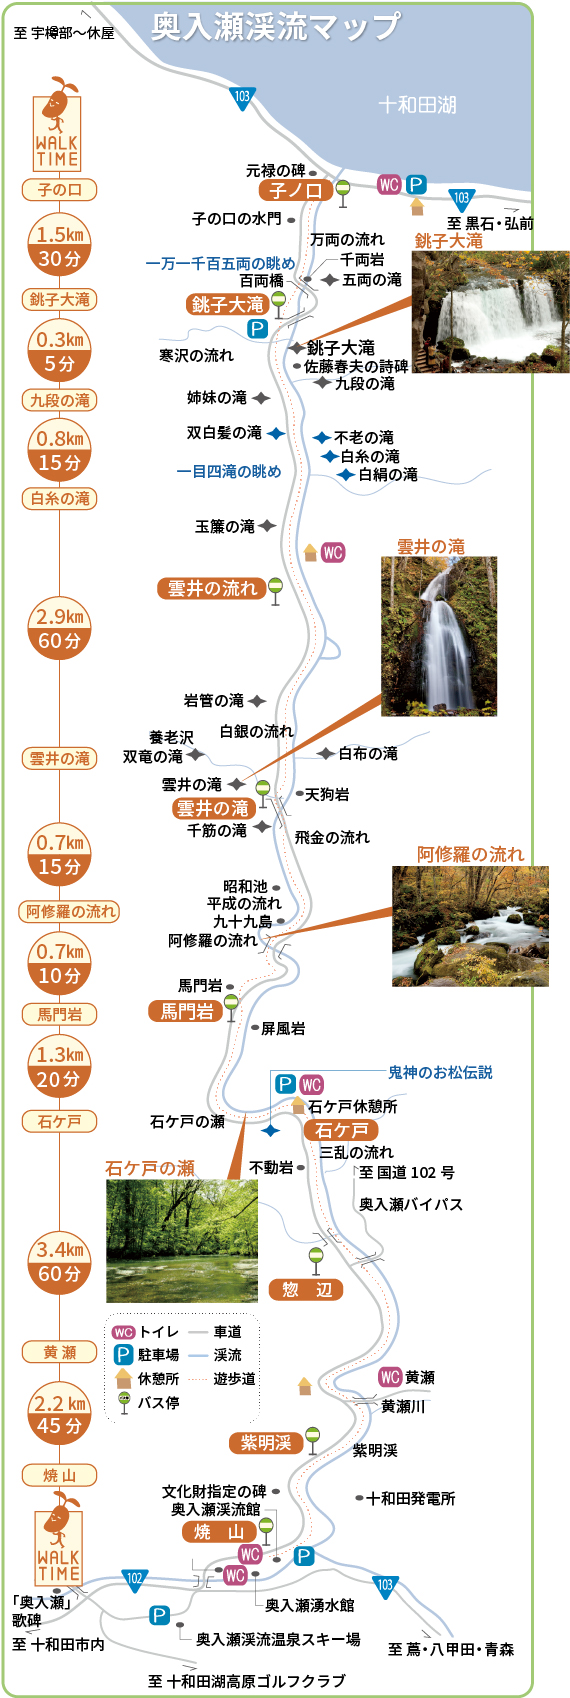 奥入瀬渓流マップ
至 宇樽部～休屋
103
十和田湖
WALK
TIME
元禄の碑
WC
P
子の口
子ノ口
103
子の口の水門
至 黒石・弘前
1.5km
30分
万両の流れ
銚子大滝
一万一千百五両の眺め
千両岩
百両橋
五両の滝
銚子大滝
銚子大滝
P
0.3km
5分
寒沢の流れ
銚子大滝
佐藤春夫の詩碑
九段の滝
九段の滝
姉妹の滝
0.8km
15分
双白髪の滝
不老の滝
白糸の滝
一目四滝の眺め
白絹の滝
白糸の滝
玉簾の滝
WC
雲井の滝
雲井の流れ
2.9km
60分
岩管の滝
白銀の流れ
養老沢
双竜の滝
白布の滝
雲井の滝
雲井の滝
天狗岩
雲井の滝
千筋の滝
飛金の流れ
0.7km
15分
阿修羅の流れ
昭和池
平成の流れ
九十九島
阿修羅の流れ
阿修羅の流れ
0.7km
10分
馬門岩
馬門岩
馬門岩
屏風岩
1.3km
20分
鬼神のお松伝説
P
WC
石ケ戸休憩所
石ケ戸
石ケ戸の瀬
石ケ戸
三乱の流れ
石ケ戸の瀬
不動岩
至 国道 102 号
奥入瀬バイパス
3.4km
60分
惣 辺
WC
トイレ
車道
P
駐車場
渓流
休憩所
遊歩道
バス停
黄 瀬
WC
黄瀬
黄瀬川
2.2km
45分
紫明渓
紫明渓
焼 山
文化財指定の碑
十和田発電所
奥入瀬渓流館
焼 山
WALK
TIME
WC
P
102
WC
103
「奥入瀬」
歌碑
奥入瀬湧水館
P
至 十和田市内
奥入瀬渓流温泉スキー場
至 蔦・八甲田・青森
至 十和田湖高原ゴルフクラブ